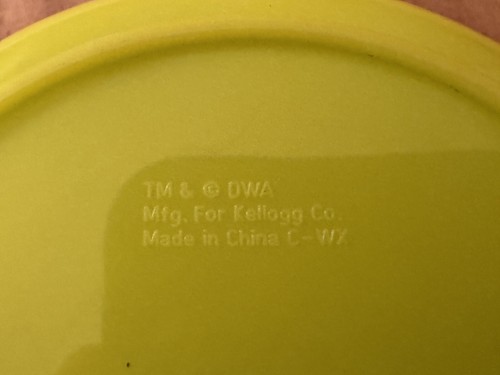 TM & © DWA
Mfg. For Kellogg Co.
Made in China C-WX